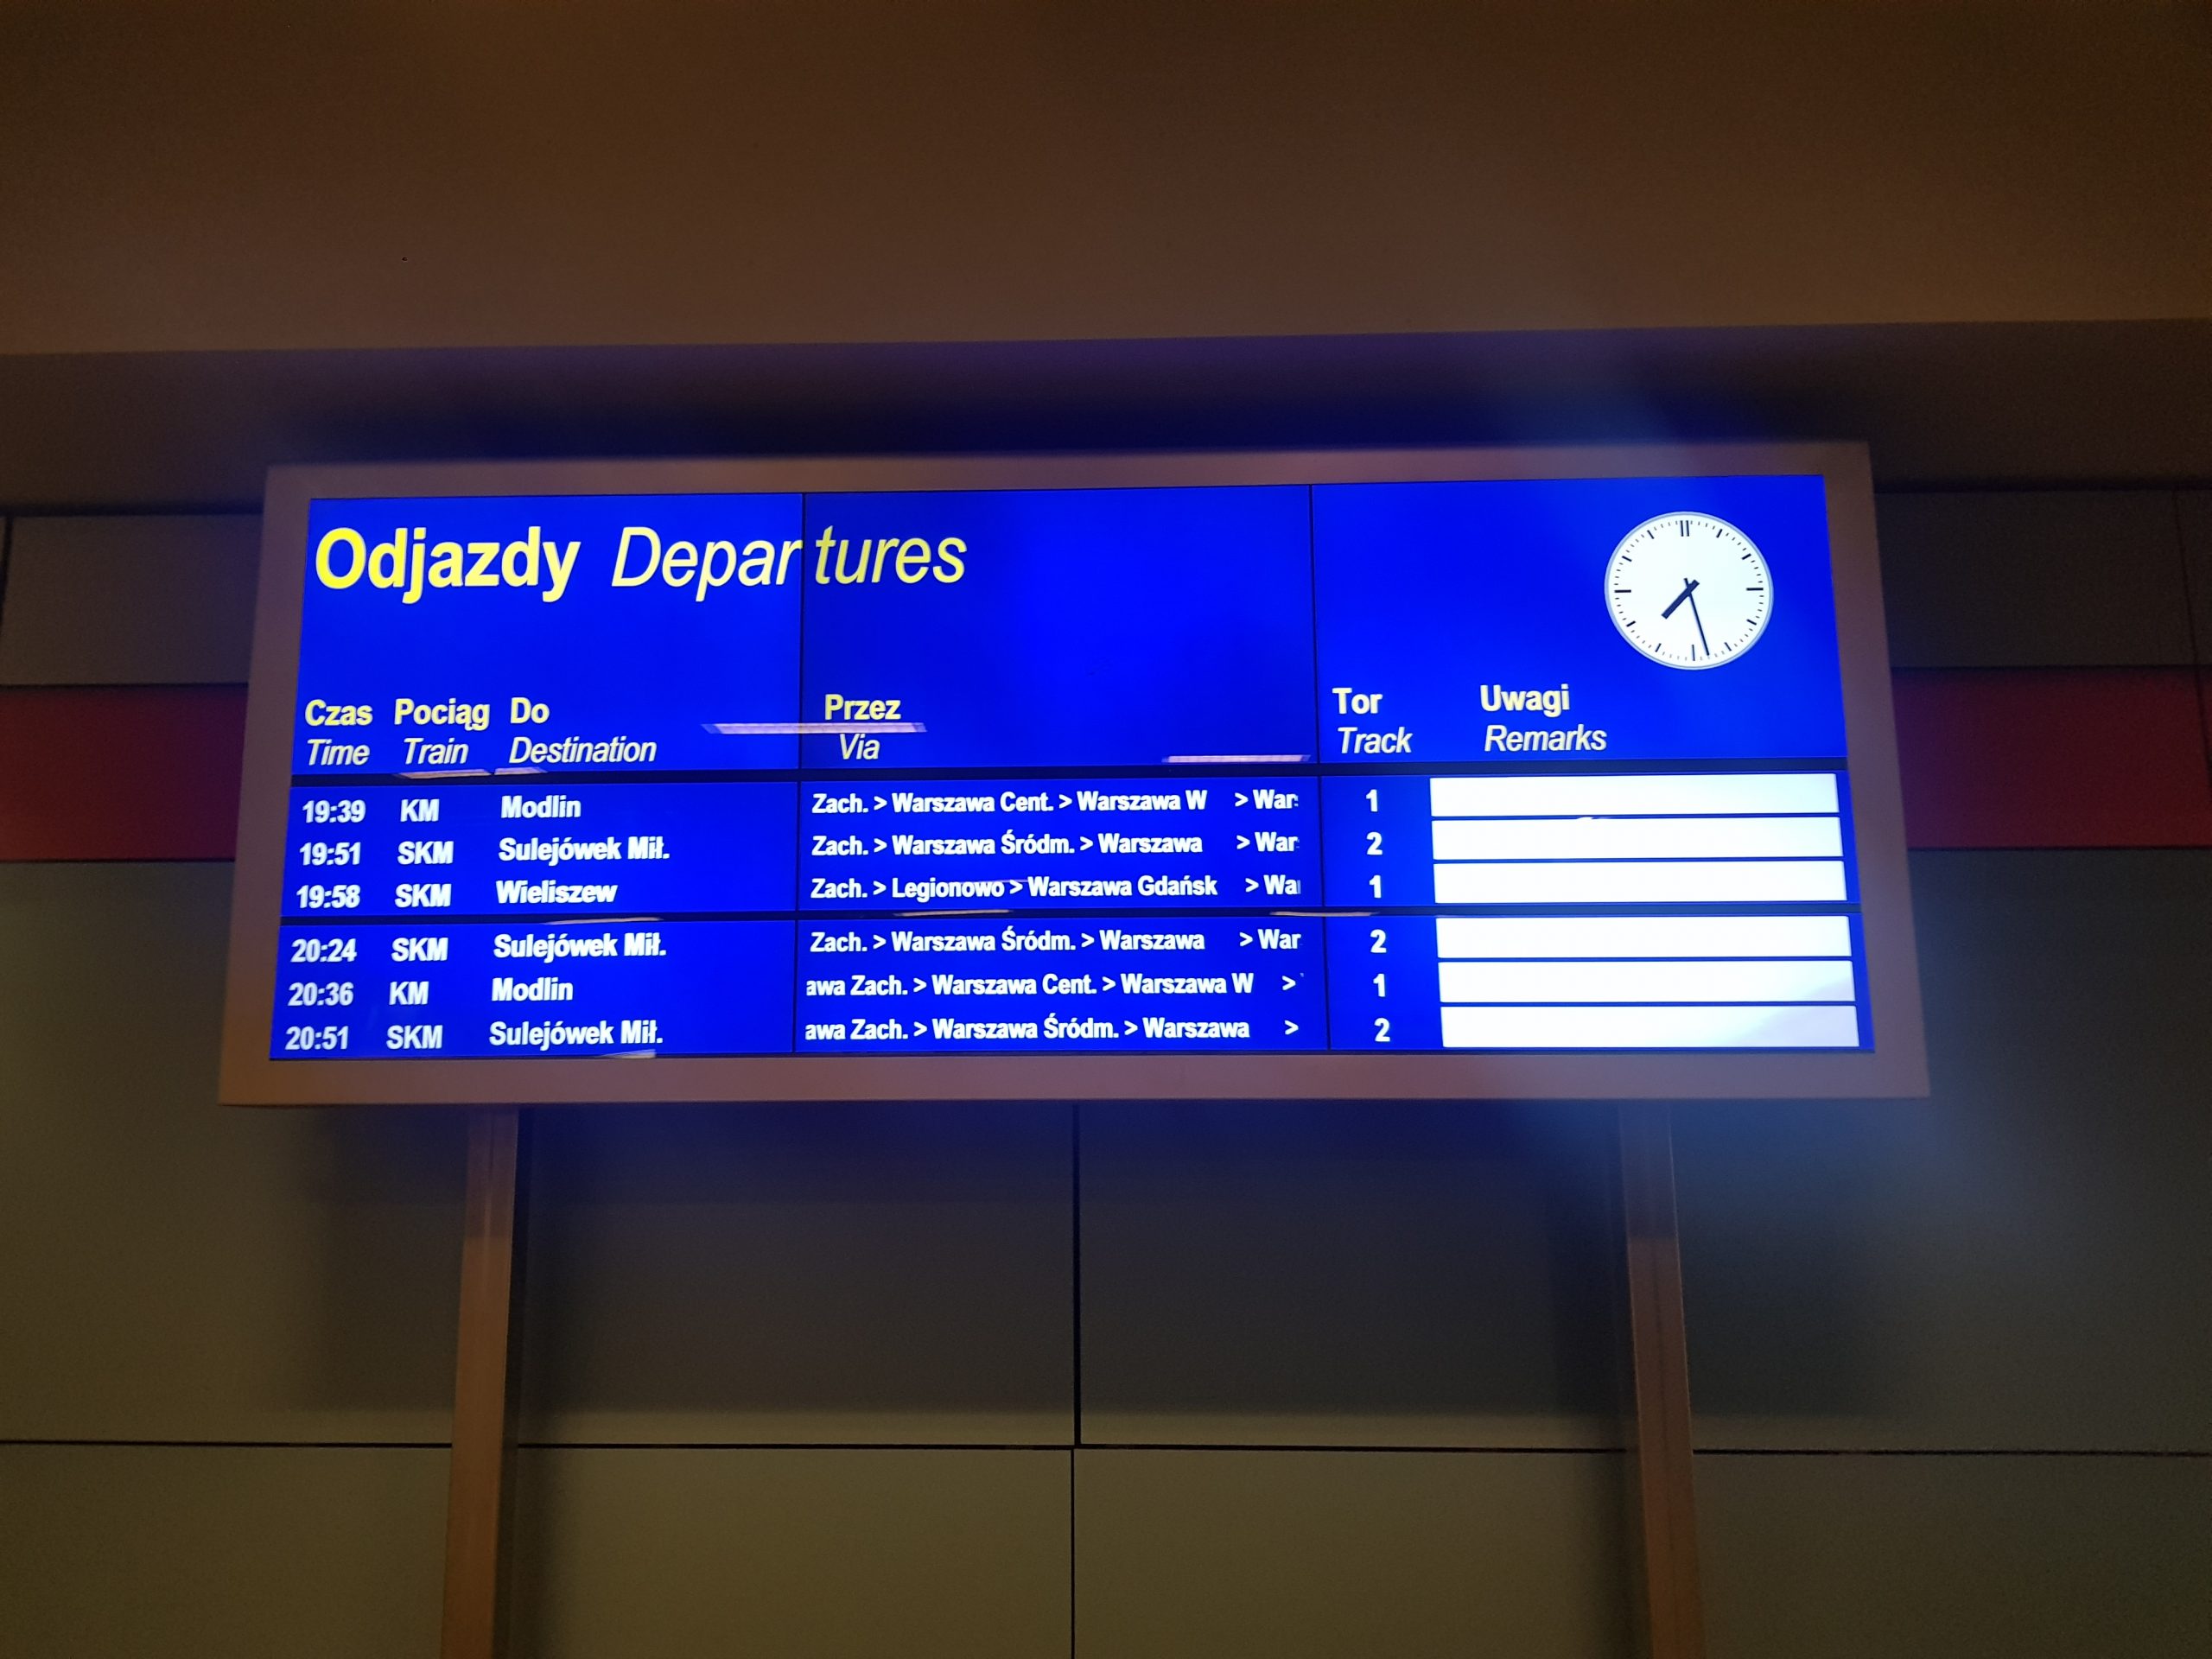 Odjazdy Departures
Czas Pociąg Do Przez Tor Uwagi
Time Train Destination Via Track Remarks
19:39 KM Modlin Zach. > Warszawa Cent. > Warszawa W > War 1
19:51 SKM Sulejówek Mił. Zach. > Warszawa Śródm. > Warszawa > War 2
19:58 SKM Wieliszew Zach. > Legionowo > Warszawa Gdańsk > Wa 1
20:24 SKM Sulejówek Mił. Zach. > Warszawa Śródm. > Warszawa > War 2
20:36 KM Modlin awa Zach. > Warszawa Cent. > Warszawa W > 1
20:51 SKM Sulejówek Mił. awa Zach. > Warszawa Śródm. > Warszawa > 2